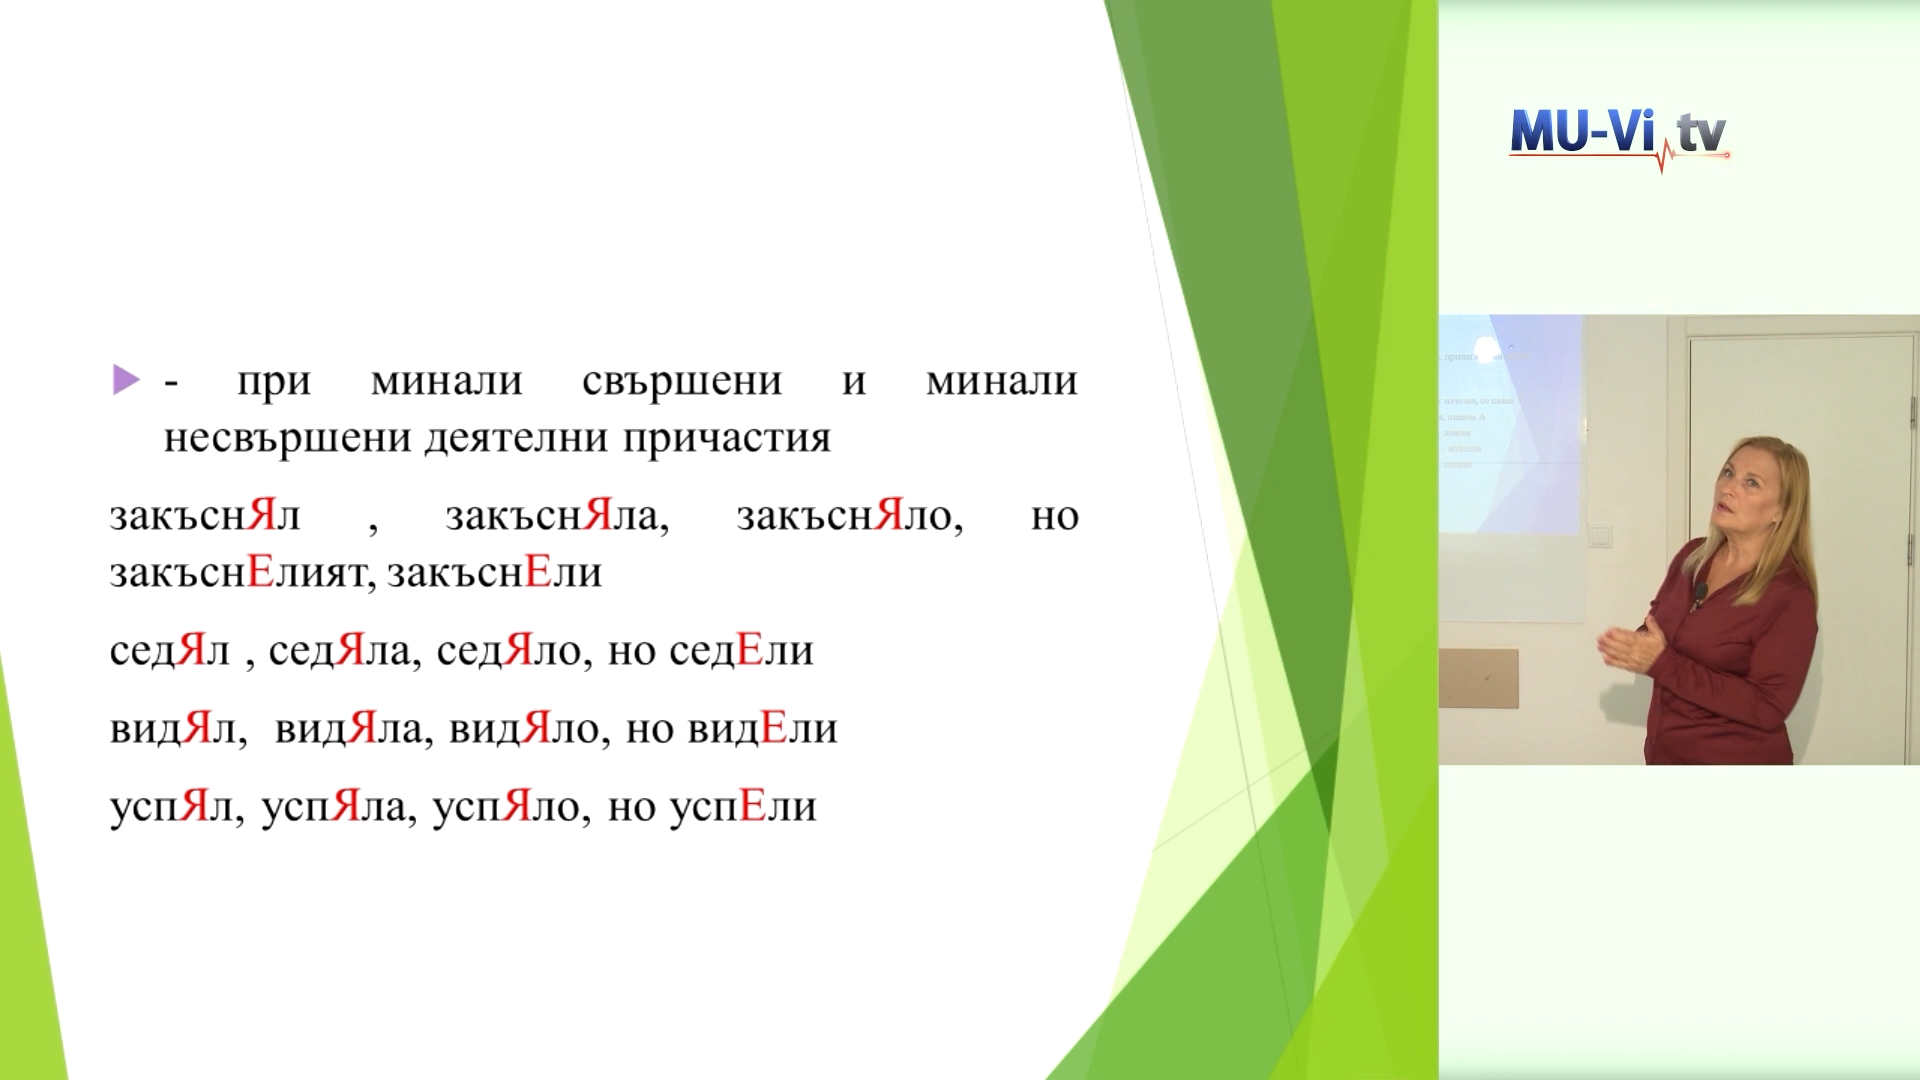 - при минали свършени и минали
несвършени деятелни причастия
закъснЯл , закъснЯла, закъснЯло, но
закъснЕлият, закъснЕли
седЯл , седЯла, седЯло, но седЕли
видЯл, видЯла, видЯло, но видЕли
успЯл, успЯла, успЯло, но успЕли
MU-Vi tv